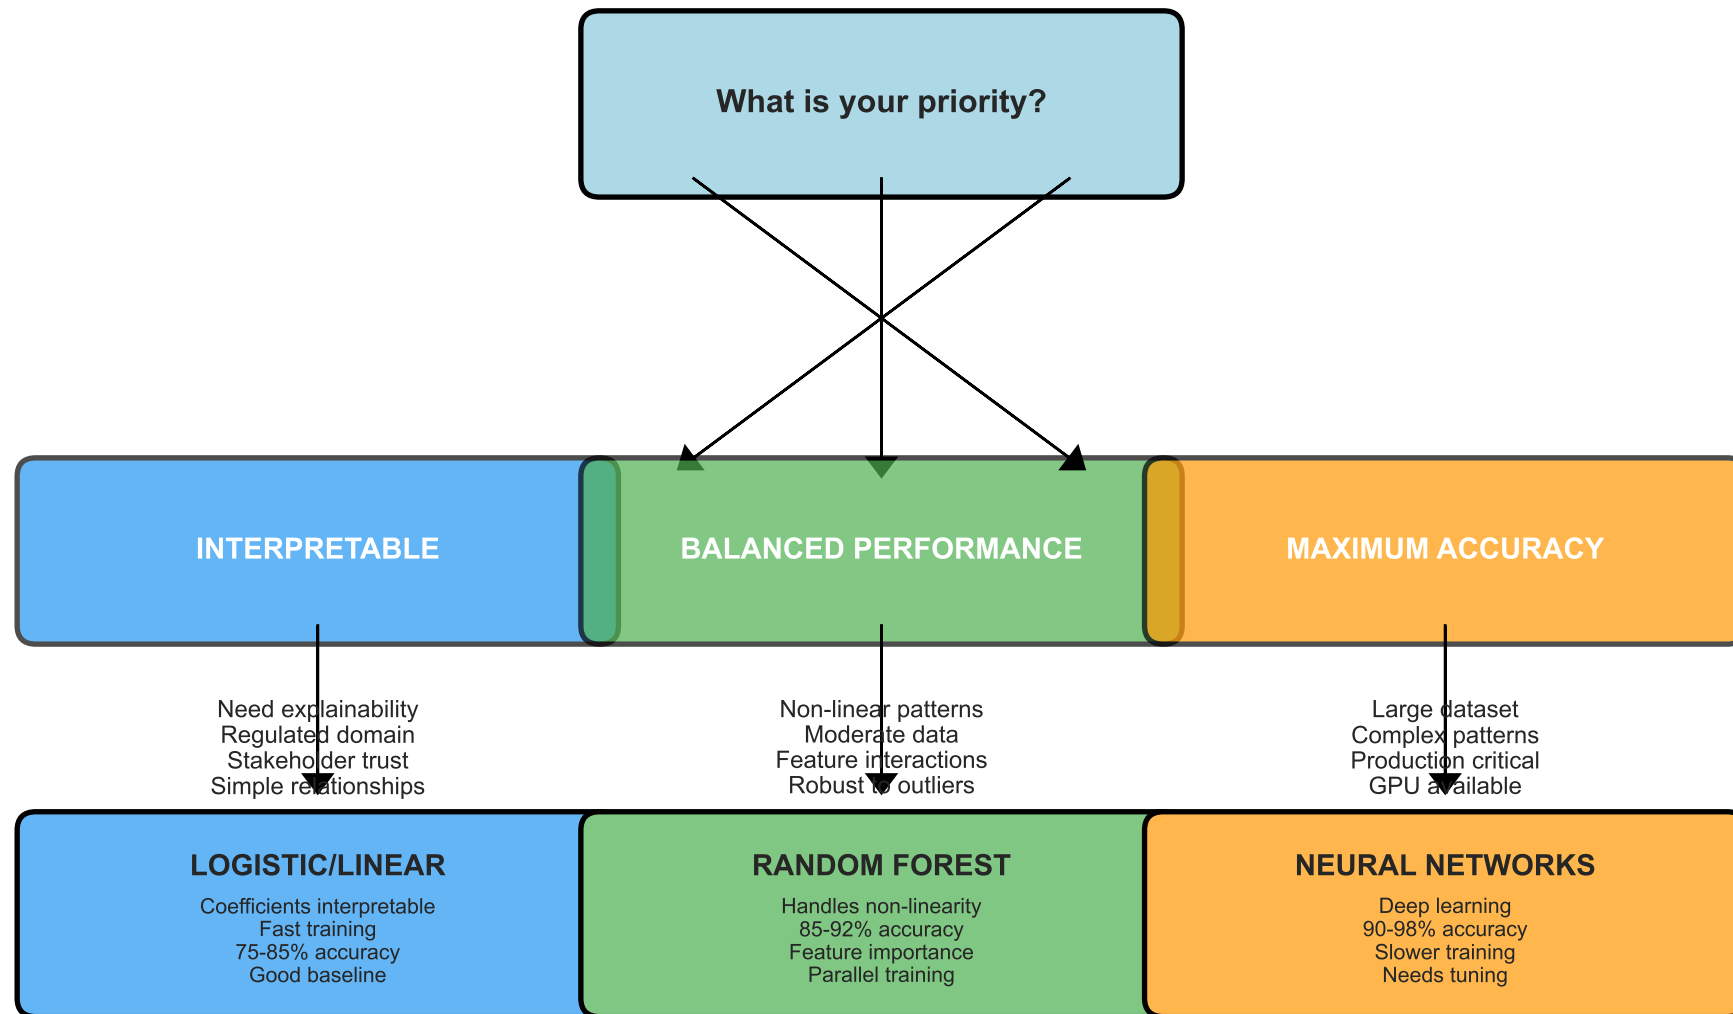 What is your priority?
INTERPRETABLE
BALANCED PERFORMANCE
MAXIMUM ACCURACY
Need explainability
Regulated domain
Stakeholder trust
Simple relationships
Non-linear patterns
Moderate data
Feature interactions
Robust to outliers
Large dataset
Complex patterns
Production critical
GPU available
LOGISTIC/LINEAR
Coefficients interpretable
Fast training
75-85% accuracy
Good baseline
RANDOM FOREST
Handles non-linearity
85-92% accuracy
Feature importance
Parallel training
NEURAL NETWORKS
Deep learning
90-98% accuracy
Slower training
Needs tuning